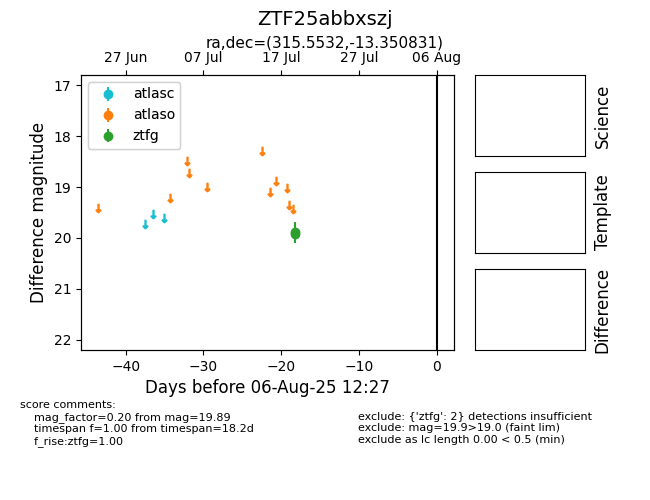 ZTF25abbxszj
ra,dec=(315.5532,-13.350831)
27 Jun 07 Jul 17 Jul 27 Jul 06 Aug
atlasc
atlaso
ztfg
17
18
19
20
21
22
Difference magnitude
−40 −30 −20 −10 0
Days before 06-Aug-25 12:27
Science
Template
Difference
score comments:
mag_factor=0.20 from mag=19.89
timespan f=1.00 from timespan=18.2d
f_rise:ztfg=1.00
exclude: {'ztfg': 2} detections insufficient
exclude: mag=19.9>19.0 (faint lim)
exclude as lc length 0.00 < 0.5 (min)